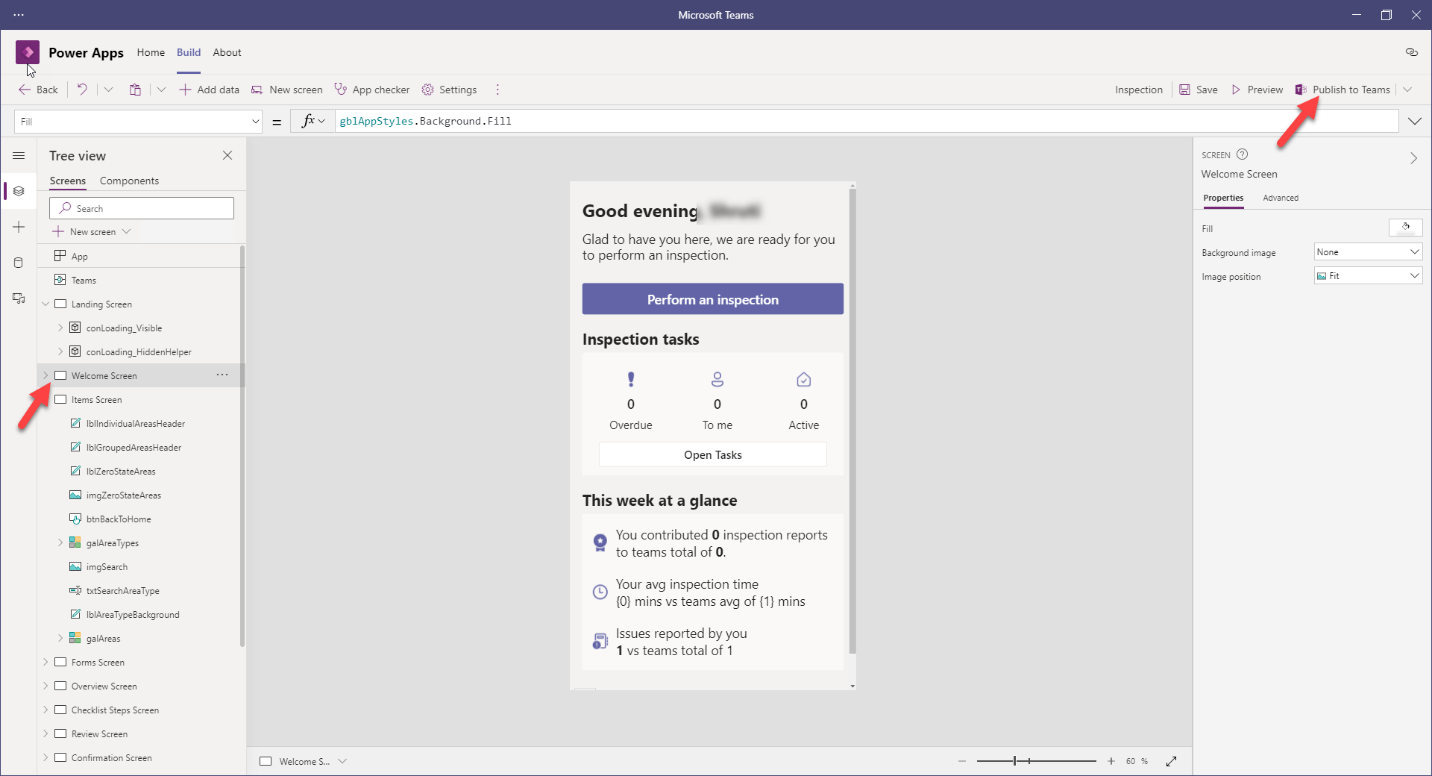 Microsoft Teams
Power Apps Home Build About
Back Add data New screen App checker Settings Inspection Save Preview Publish to Teams
Fill = fx gblAppStyles.Background.Fill
Tree view
Screens Components
Search
New screen
App
Teams
Landing Screen
conLoading_Visible
conLoading_HiddenHelper
Welcome Screen
Items Screen
lblIndividualAreasHeader
lblGroupedAreasHeader
lblZeroStateAreas
imgZeroStateAreas
btnBackToHome
galAreaTypes
imgSearch
txtSearchAreaType
lblAreaTypeBackground
galAreas
Forms Screen
Overview Screen
Checklist Steps Screen
Review Screen
Confirmation Screen
Good evening,
Glad to have you here, we are ready for you
to perform an inspection.
Perform an inspection
Inspection tasks
0 0 0
Overdue To me Active
Open Tasks
This week at a glance
You contributed 0 inspection reports
to teams total of 0.
Your avg inspection time
{0} mins vs teams avg of {1} mins
Issues reported by you
1 vs teams total of 1
Welcome S... 60 %
SCREEN
Welcome Screen
Properties Advanced
Fill
Background image None
Image position Fit